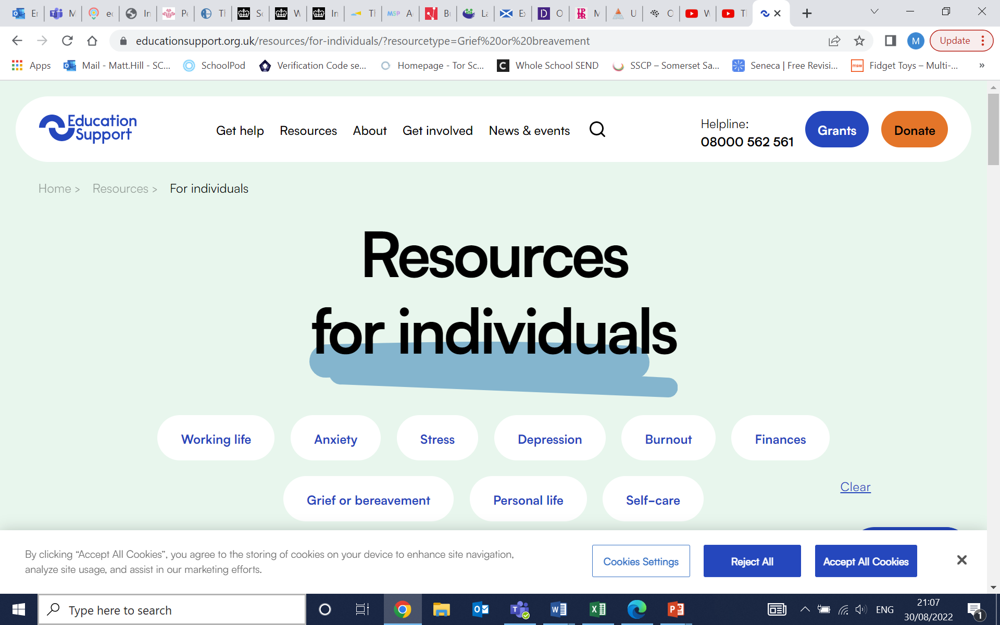 Er M ec In Pe Tl Sc W In Tl MSP A Bu La Ex D O M U O W Tl
educationsupport.org.uk/resources/for-individuals/?resourcetype=Grief%20or%20breavement
M Update
Apps Mail - Matt.Hill - SC... SchoolPod Verification Code se... Homepage - Tor Sc... C Whole School SEND SSCP – Somerset Sa... Seneca | Free Revisi... Fidget Toys – Multi-... »
Education
Support
Get help Resources About Get involved News & events
Helpline:
08000 562 561
Grants Donate
Home > Resources > For individuals
Resources
for individuals
Working life Anxiety Stress Depression Burnout Finances
Grief or bereavement Personal life Self-care
Clear
By clicking “Accept All Cookies”, you agree to the storing of cookies on your device to enhance site navigation,
analyze site usage, and assist in our marketing efforts.
Cookies Settings Reject All Accept All Cookies
Type here to search
ENG
21:07
30/08/2022
1